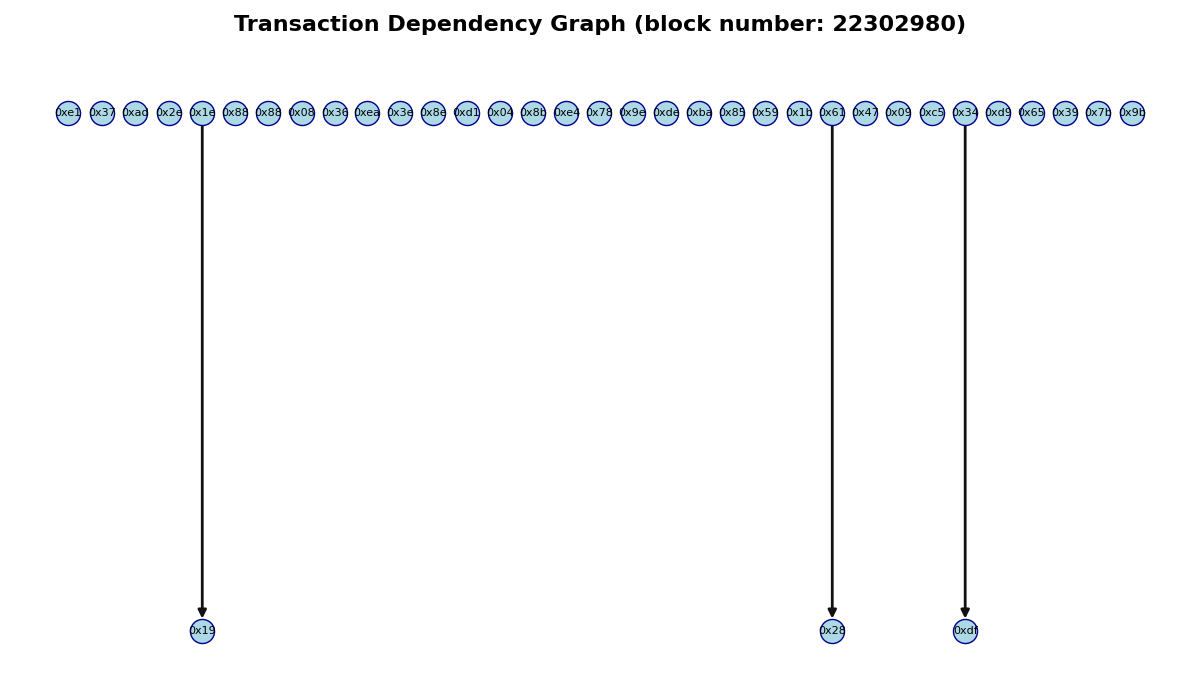 Transaction Dependency Graph (block number: 22302980)
0xe1 0x37 0xad 0x2e 0x1e 0x88 0x88 0x08 0x36 0xea 0x3e 0x8e 0xd1 0x04 0x8b 0xe4 0x78 0x9e 0xde 0xba 0x85 0x59 0x1b 0x61 0x47 0x09 0xc5 0x34 0xd9 0x65 0x39 0x7b 0x9b
0x19 0x28 0xdf